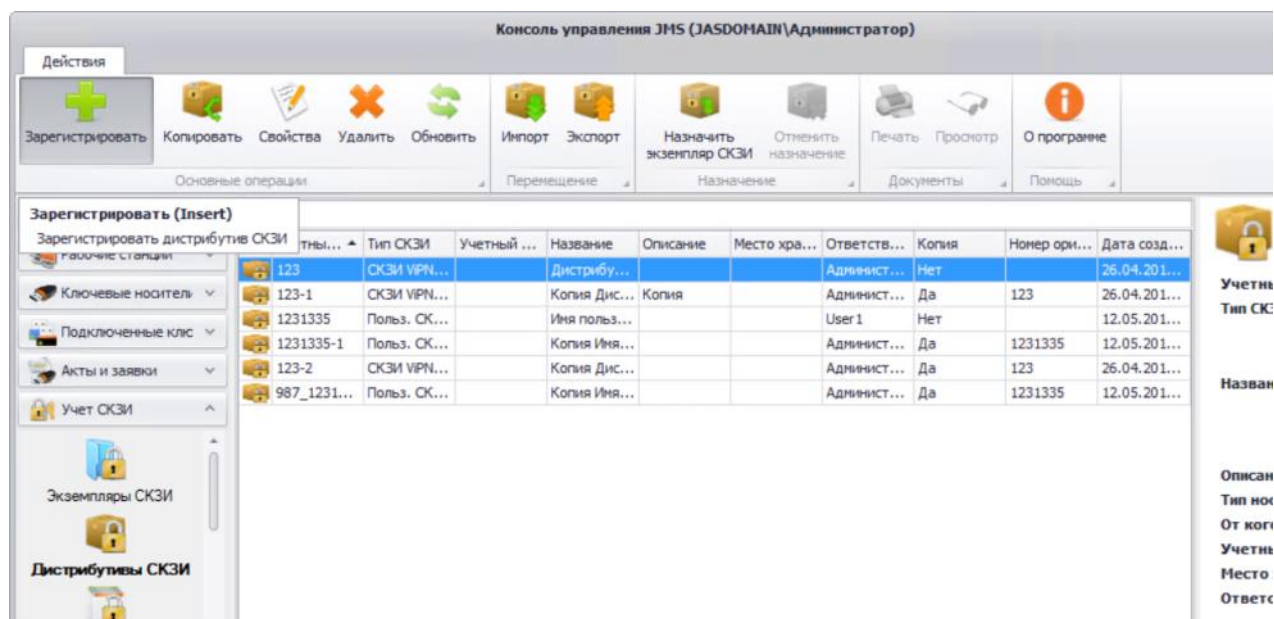 Консоль управления JMS (JASDOMAIN\Администратор)
Действия
Зарегистрировать
Копировать
Свойства
Удалить
Обновить
Импорт
Экспорт
Назначить
экземпляр СКЗИ
Отменить
назначение
Печать
Просмотр
О программе
Основные операции
Перемещение
Назначение
Документы
Помощь
Зарегистрировать (Insert)
Зарегистрировать дистрибутив СКЗИ
тны... Тип СКЗИ Учетный ... Название Описание Место хра... Ответств... Копия Номер ори... Дата созд...
123 СКЗИ ViPN... Дистрибу... Админист... Нет 26.04.201...
123-1 СКЗИ ViPN... Копия Дис... Копия Админист... Да 123 26.04.201...
1231335 Польз. СК... Имя польз... User1 Нет 12.05.201...
1231335-1 Польз. СК... Копия Имя... Админист... Да 1231335 12.05.201...
123-2 СКЗИ ViPN... Копия Дис... Админист... Да 123 26.04.201...
987_1231... Польз. СК... Копия Имя... Админист... Да 1231335 12.05.201...
Рабочие станции
Ключевые носители
Подключенные клю
Акты и заявки
Учет СКЗИ
Экземпляры СКЗИ
Дистрибутивы СКЗИ
Учетны
Тип СКЗ
Назван
Описан
Тип нос
От кого
Учетны
Место
Ответс